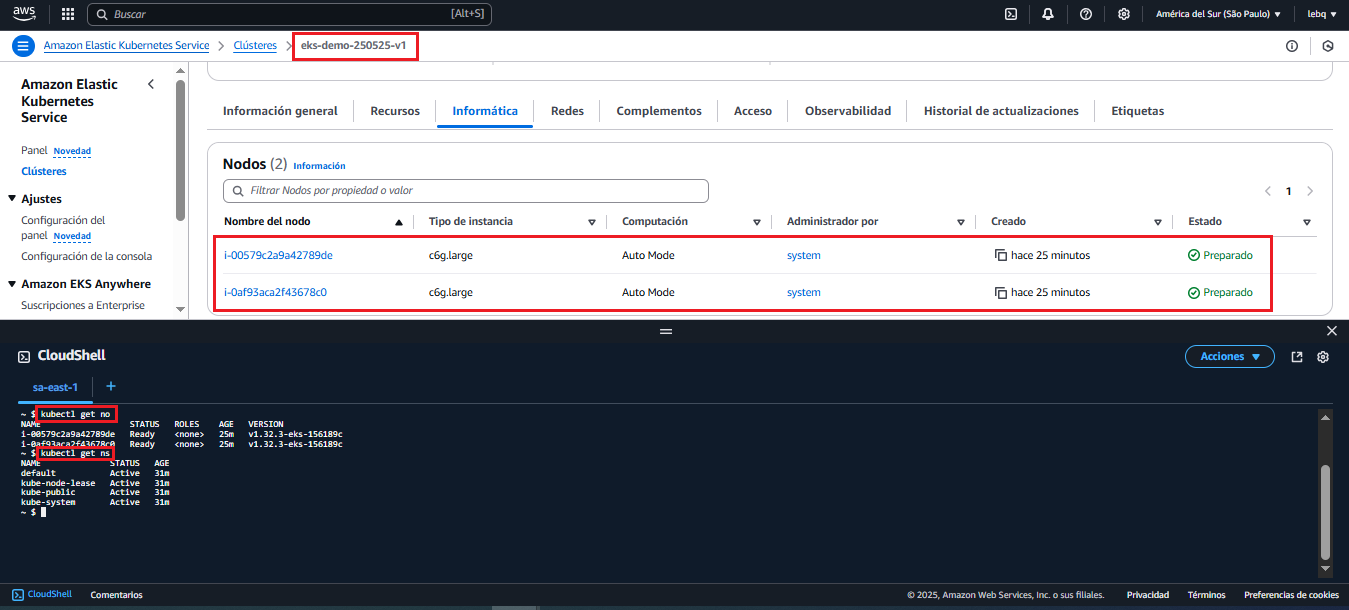 aws Buscar [Alt+S] América del Sur (São Paulo) lebq
Amazon Elastic Kubernetes Service Clústeres eks-demo-250525-v1
Amazon Elastic
Kubernetes
Service
Panel Novedad
Clústeres
Ajustes
Configuración del
panel Novedad
Configuración de la consola
Amazon EKS Anywhere
Suscripciones a Enterprise
Información general Recursos Informática Redes Complementos Acceso Observabilidad Historial de actualizaciones Etiquetas
Nodos (2) Información
Filtrar Nodos por propiedad o valor 1
Nombre del nodo Tipo de instancia Computación Administrador por Creado Estado
i-00579c2a9a42789de c6g.large Auto Mode system hace 25 minutos Preparado
i-0af93aca2f43678c0 c6g.large Auto Mode system hace 25 minutos Preparado
CloudShell Acciones
sa-east-1 +
~ $ kubectl get no
NAME STATUS ROLES AGE VERSION
i-00579c2a9a42789de Ready <none> 25m v1.32.3-eks-156189c
i-0af93aca2f43678c0 Ready <none> 25m v1.32.3-eks-156189c
~ $ kubectl get ns
NAME STATUS AGE
default Active 31m
kube-node-lease Active 31m
kube-public Active 31m
kube-system Active 31m
~ $
CloudShell Comentarios © 2025, Amazon Web Services, Inc. o sus filiales. Privacidad Términos Preferencias de cookies